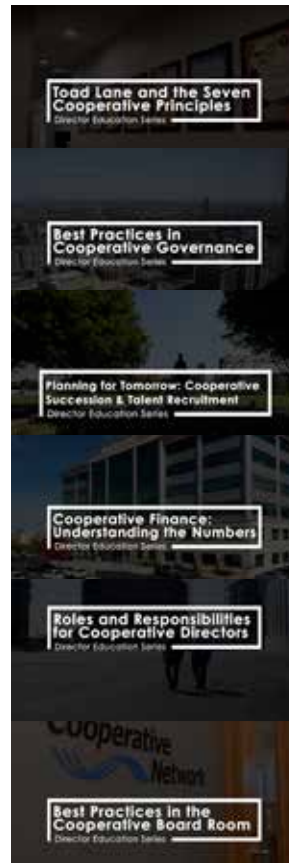 Toad Lane and the Seven
Cooperative Principles
Director Education Series
Best Practices in
Cooperative Governance
Director Education Series
Planning for Tomorrow: Cooperative
Succession & Talent Recruitment
Director Education Series
Cooperative Finance:
Understanding the Numbers
Director Education Series
Roles and Responsibilities
for Cooperative Directors
Director Education Series
Cooperative
Network
Best Practices in the
Cooperative Board Room
Director Education Series